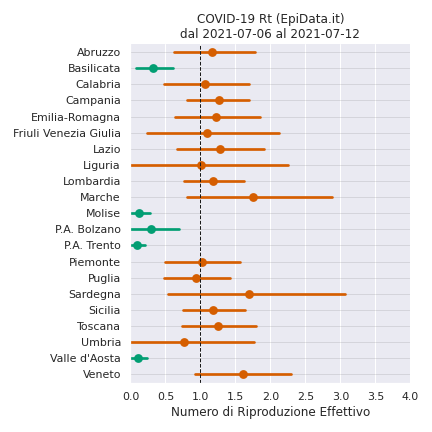 COVID-19 Rt (EpiData.it)
dal 2021-07-06 al 2021-07-12
Abruzzo
Basilicata
Calabria
Campania
Emilia-Romagna
Friuli Venezia Giulia
Lazio
Liguria
Lombardia
Marche
Molise
P.A. Bolzano
P.A. Trento
Piemonte
Puglia
Sardegna
Sicilia
Toscana
Umbria
Valle d'Aosta
Veneto
0.0 0.5 1.0 1.5 2.0 2.5 3.0 3.5 4.0
Numero di Riproduzione Effettivo